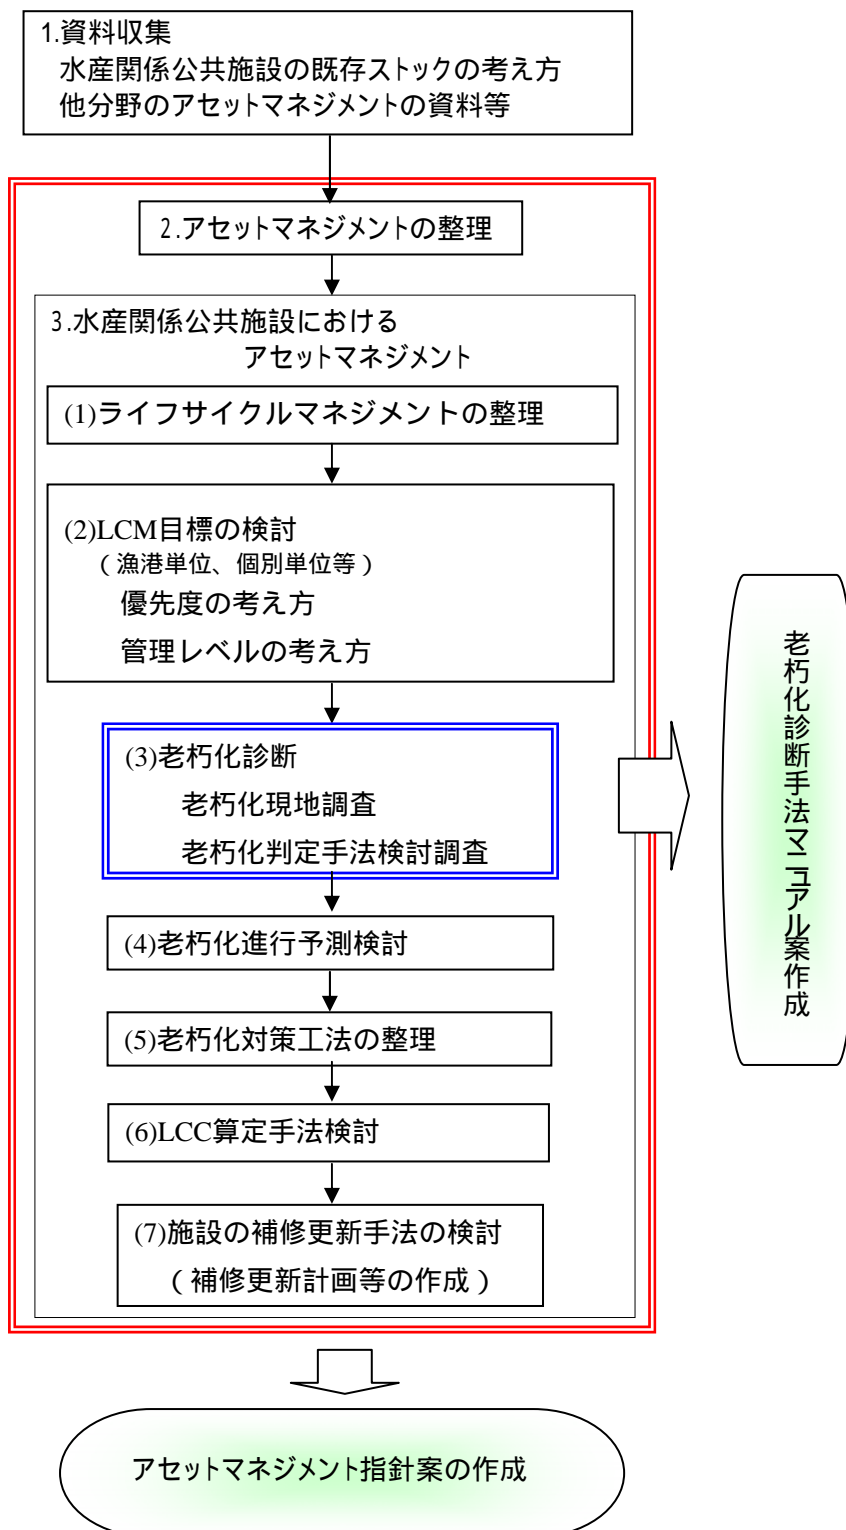 1.資料収集
水産関係公共施設の既存ストックの考え方
他分野のアセットマネジメントの資料等
2.アセットマネジメントの整理
3.水産関係公共施設における
アセットマネジメント
(1)ライフサイクルマネジメントの整理
(2)LCM目標の検討
(漁港単位、個別単位等)
優先度の考え方
管理レベルの考え方
(3)老朽化診断
老朽化現地調査
老朽化判定手法検討調査
(4)老朽化進行予測検討
(5)老朽化対策工法の整理
(6)LCC算定手法検討
(7)施設の補修更新手法の検討
(補修更新計画等の作成)
老朽化診断手法マニュアル案作成
アセットマネジメント指針案の作成